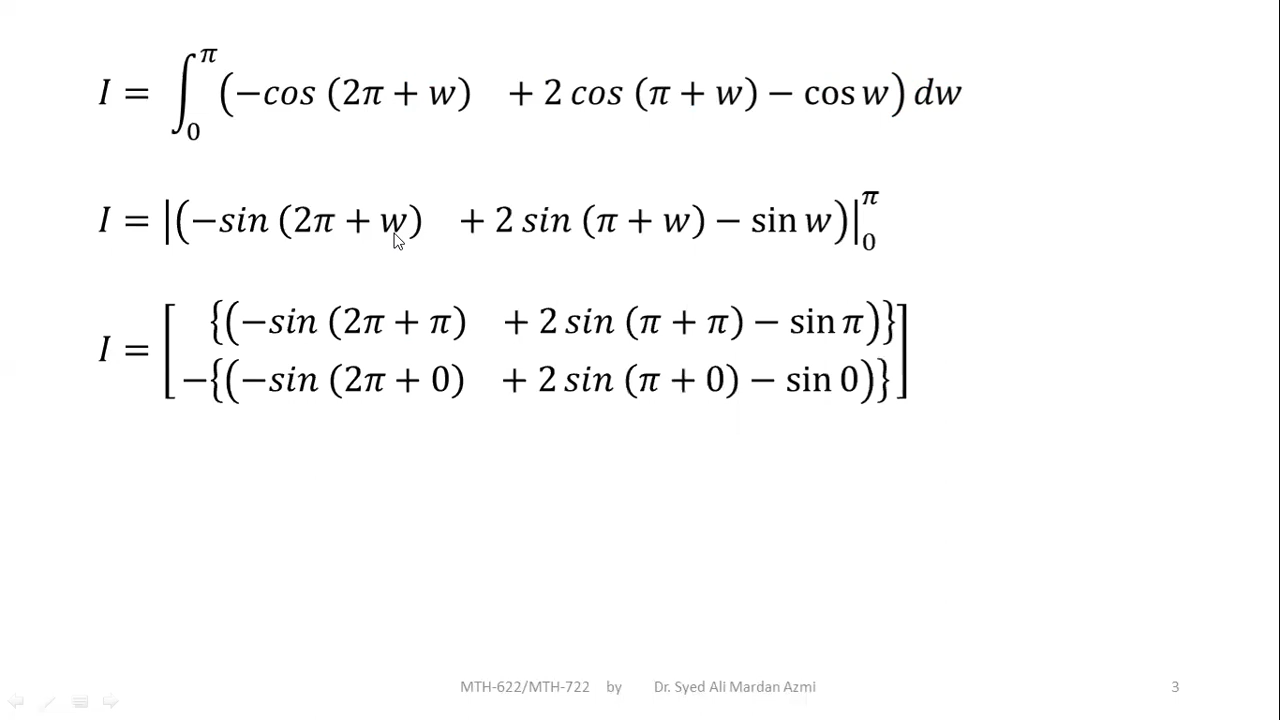 I = ∫₀^π (−cos (2π + w) + 2 cos (π + w) − cos w) dw
I = |(−sin (2π + w) + 2 sin (π + w) − sin w)|₀^π
I = [ {(−sin (2π + π) + 2 sin (π + π) − sin π)}
−{(−sin (2π + 0) + 2 sin (π + 0) − sin 0)} ]
MTH-622/MTH-722 by Dr. Syed Ali Mardan Azmi 3